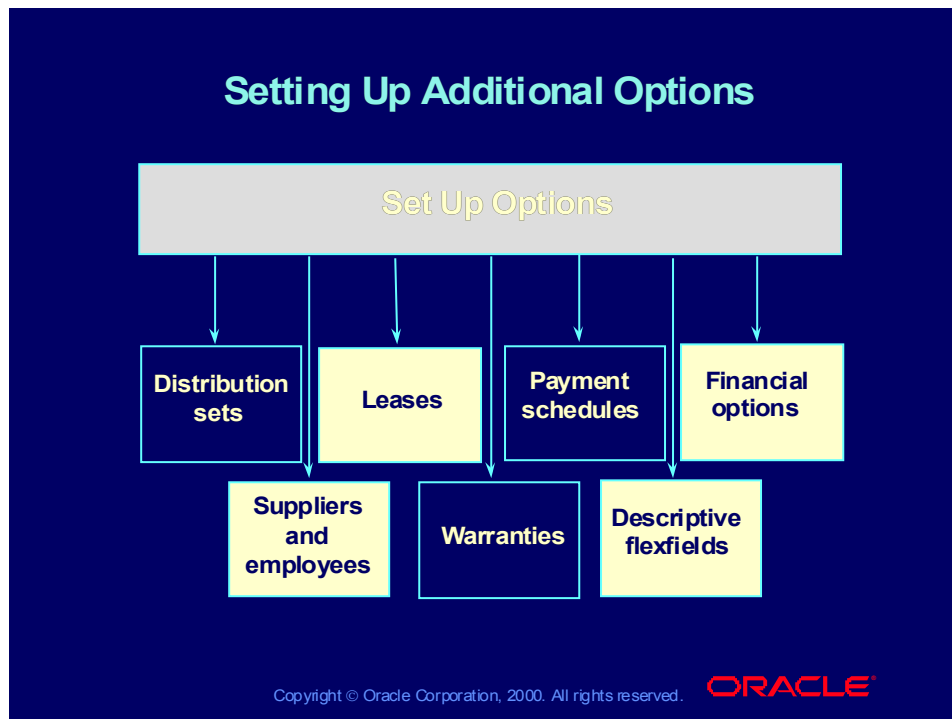 Setting Up Additional Options
Set Up Options
Distribution
sets
Leases
Payment
schedules
Financial
options
Suppliers
and
employees
Warranties
Descriptive
flexfields
Copyright © Oracle Corporation, 2000. All rights reserved.
ORACLE®